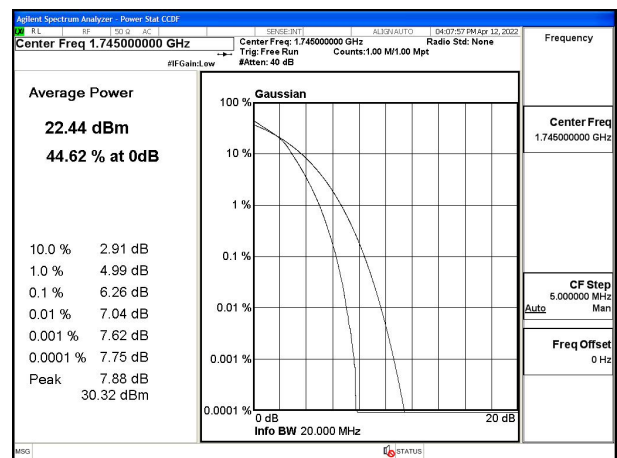 Agilent Spectrum Analyzer - Power Stat CCDF
RL RF 50 Ω AC SENSE:INT ALIGN AUTO 04:07:57 PM Apr 12, 2022
Center Freq 1.745000000 GHz
Center Freq: 1.745000000 GHz Radio Std: None
Trig: Free Run Counts:1.00 M/1.00 Mpt
#IFGain:Low #Atten: 40 dB
Frequency
Average Power
22.44 dBm
44.62 % at 0dB
10.0 % 2.91 dB
1.0 % 4.99 dB
0.1 % 6.26 dB
0.01 % 7.04 dB
0.001 % 7.62 dB
0.0001 % 7.75 dB
Peak 7.88 dB
30.32 dBm
Gaussian
100 %
10 %
1 %
0.1 %
0.01 %
0.001 %
0.0001 %
0 dB 20 dB
Info BW 20.000 MHz
Center Freq
1.745000000 GHz
CF Step
5.000000 MHz
Auto Man
Freq Offset
0 Hz
MSG STATUS